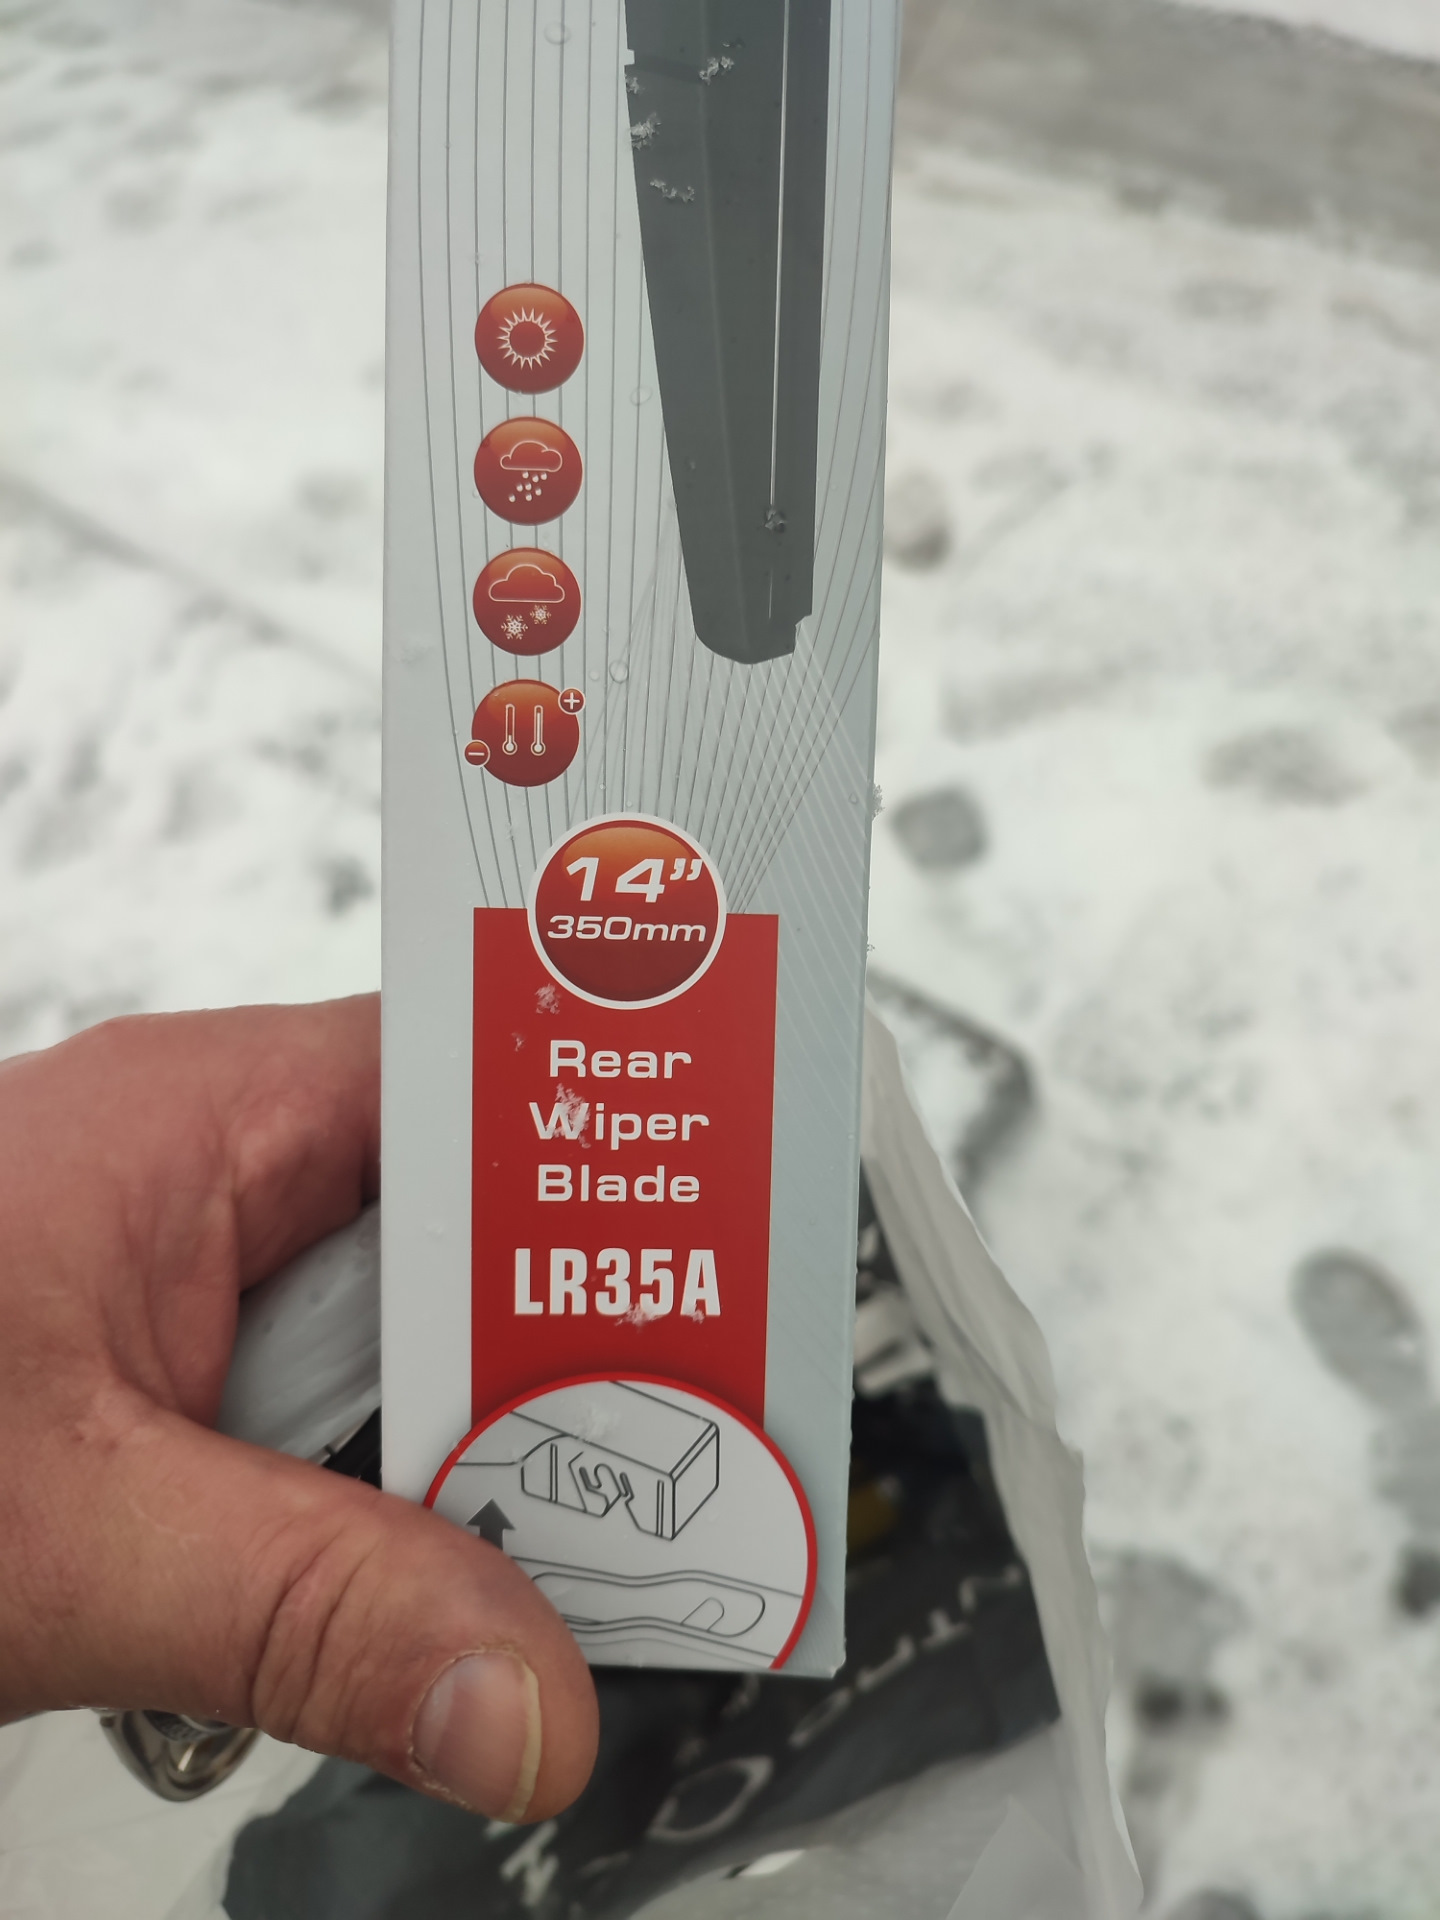 14”
350mm
Rear
Wiper
Blade
LR35A